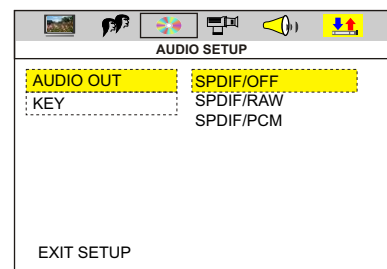 AUDIO SETUP
AUDIO OUT
KEY
SPDIF/OFF
SPDIF/RAW
SPDIF/PCM
EXIT SETUP